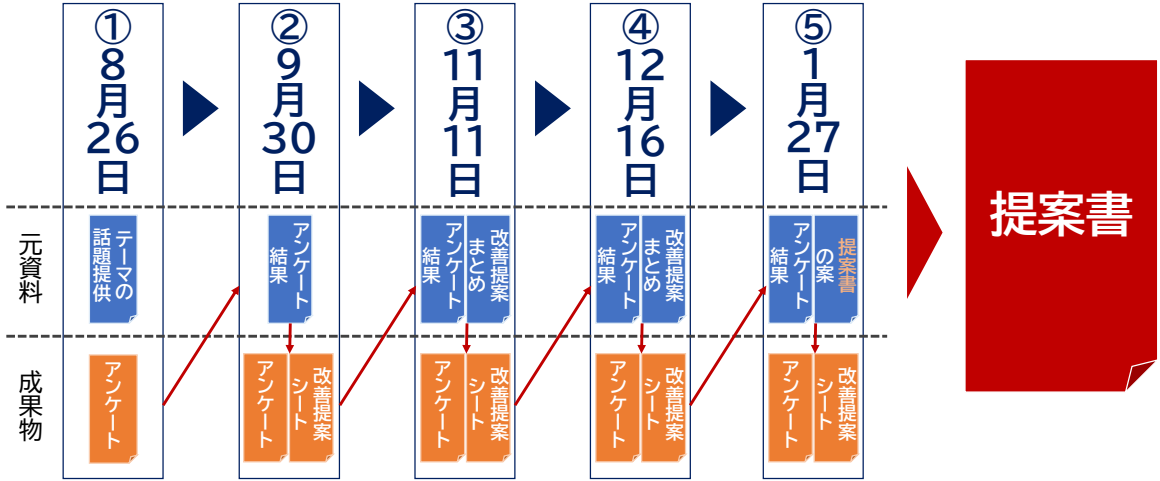 ①8月26日
②9月30日
③11月11日
④12月16日
⑤1月27日
元資料
テーマの
話題提供
アンケート
結果
改善提案
まとめ
アンケート
結果
改善提案
まとめ
アンケート
結果
提案書
の案
アンケート
結果
成果物
アンケート
改善提案
シート
アンケート
改善提案
シート
アンケート
改善提案
シート
アンケート
改善提案
シート
アンケート
提案書